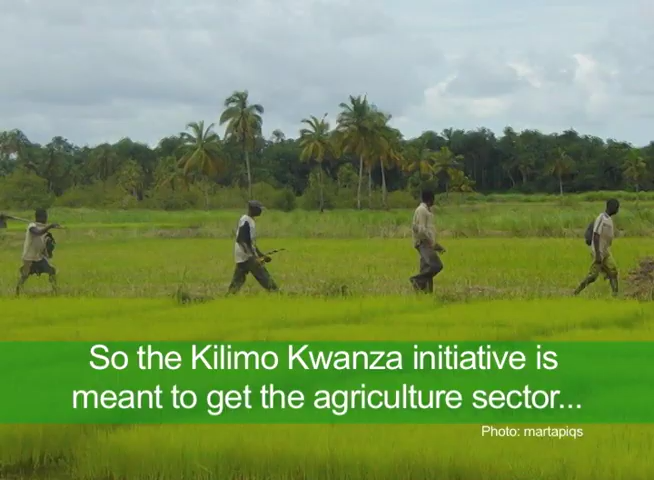 So the Kilimo Kwanza initiative is
meant to get the agriculture sector...
Photo: martapiqs